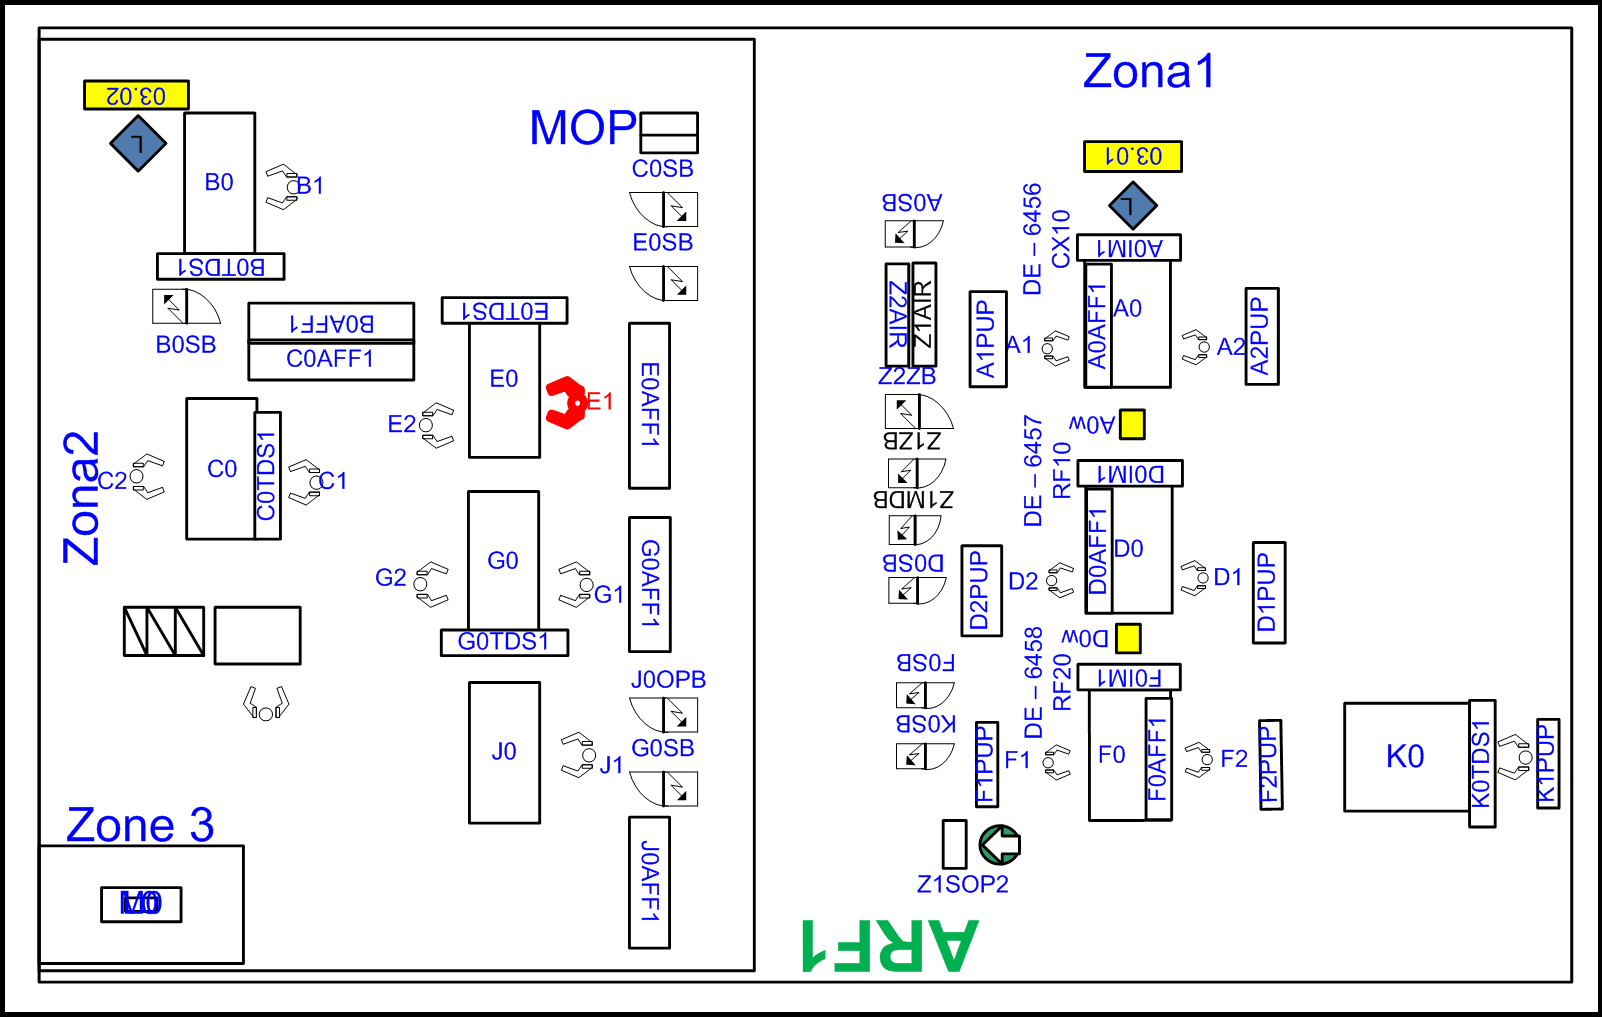 Zona1
03.02
L
B0
B1
B0TDS1
B0SB
MOP
C0SB
E0SB
B0AFF1
C0AFF1
E0TDS1
E0
E1
E2
E0AFF1
Zona2
C2
C0
C0TDS1
C1
G2
G0
G1
G0TDS1
G0AFF1
J0OPB
G0SB
J0
J1
J0AFF1
Zone 3
03.01
L
A0SB
DE – 6456
CX10
A0IM1
Z2AIR
Z1AIR
A1PUP
A1
A0AFF1
A0
A2
A2PUP
Z2ZB
Z1ZB
Z1MDB
D0SB
A0w
DE – 6457
RF10
D0IM1
D2PUP
D2
D0AFF1
D0
D1
D1PUP
D0w
F0SB
K0SB
DE – 6458
RF20
F0IM1
F1PUP
F1
F0
F0AFF1
F2
F2PUP
K0
K0TDS1
K1PUP
Z1SOP2
ARF1